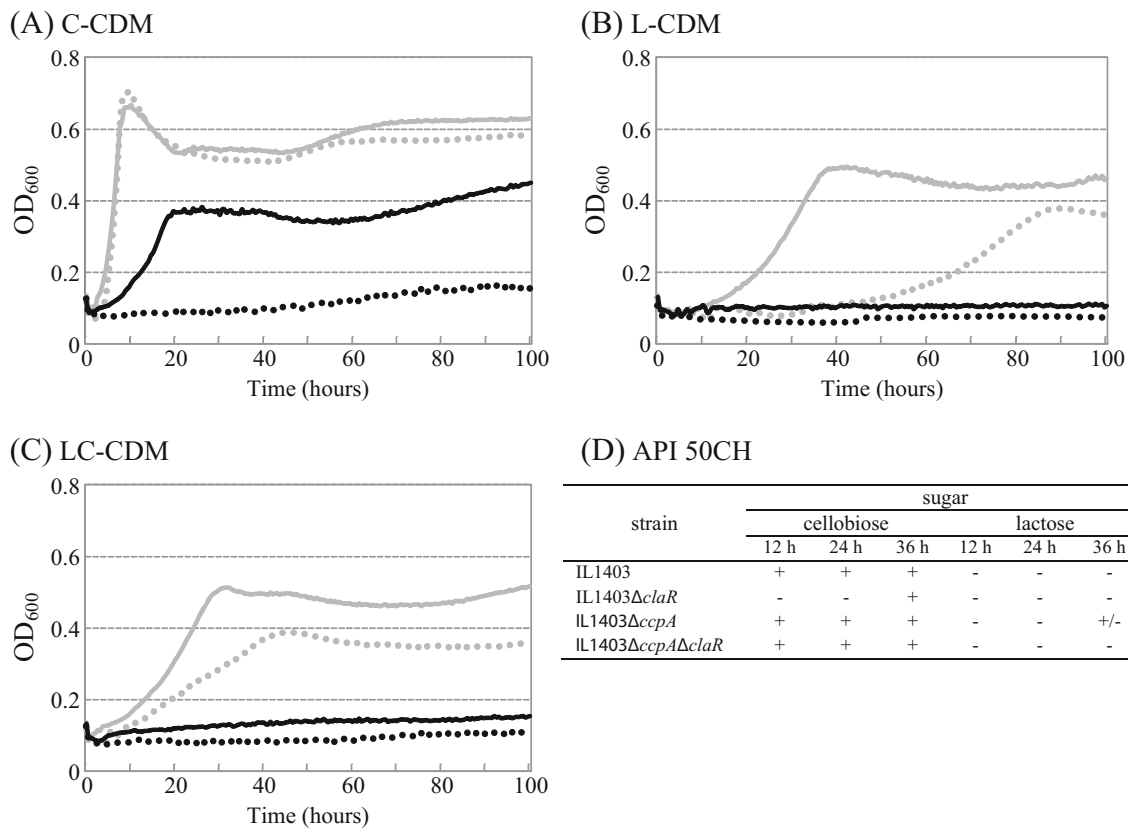 (A) C-CDM
0.8
0.6
0.4
0.2
0
OD600
0 20 40 60 80 100
Time (hours)
(B) L-CDM
0.8
0.6
0.4
0.2
0
OD600
0 20 40 60 80 100
Time (hours)
(C) LC-CDM
0.8
0.6
0.4
0.2
0
OD600
0 20 40 60 80 100
Time (hours)
(D) API 50CH
sugar
strain cellobiose lactose
12 h 24 h 36 h 12 h 24 h 36 h
IL1403 + + + - - -
IL1403ΔclaR - - + - - -
IL1403ΔccpA + + + - - +/-
IL1403ΔccpAΔclaR + + + - - -